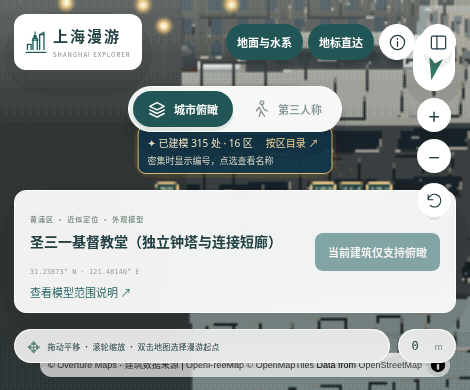 上海漫游
SHANGHAI EXPLORER
地面与水系
地标直达
城市俯瞰
第三人称
✦ 已建模 315 处 · 16 区 按区目录 ↗
密集时显示编号，点选查看名称
黄浦区 · 近似定位 · 外观模型
圣三一基督教堂（独立钟塔与连接短廊）
当前建筑仅支持俯瞰
31.23873° N · 121.48140° E
查看模型范围说明 ↗
拖动平移 · 滚轮缩放 · 双击地图选择漫游起点
0 m
© Overture Maps · 建筑数据来源 | OpenFreeMap © OpenMapTiles Data from OpenStreetMap